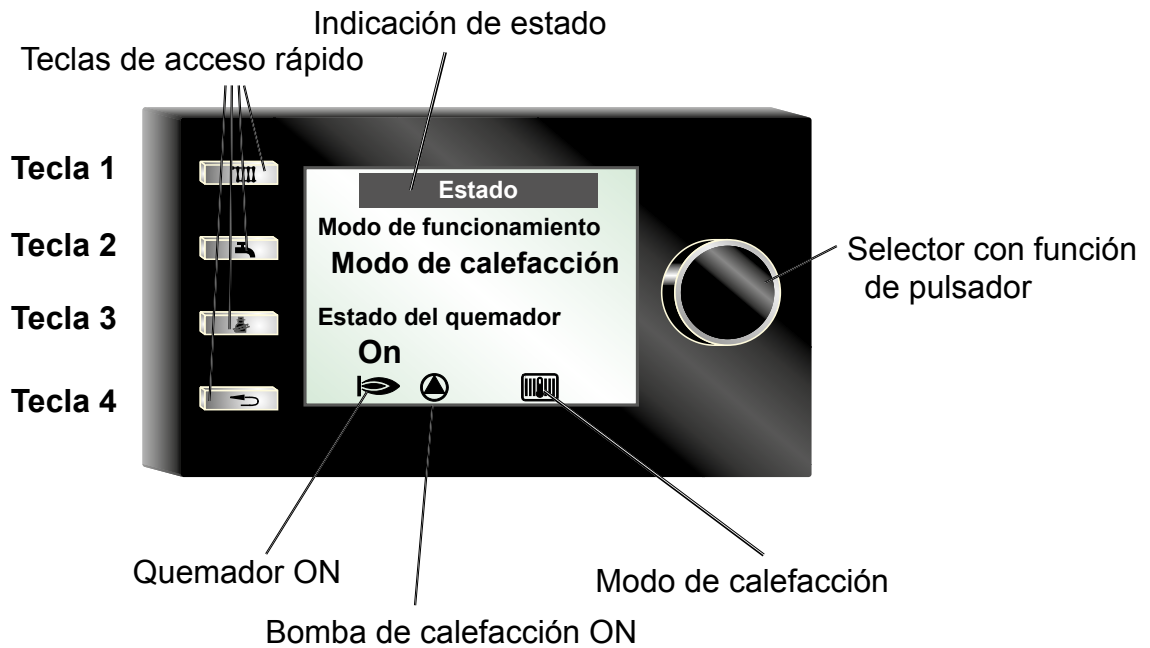 Indicación de estado
Teclas de acceso rápido
Tecla 1
Estado
Modo de funcionamiento
Tecla 2
Modo de calefacción
Selector con función
de pulsador
Tecla 3
Estado del quemador
On
Tecla 4
Quemador ON
Modo de calefacción
Bomba de calefacción ON